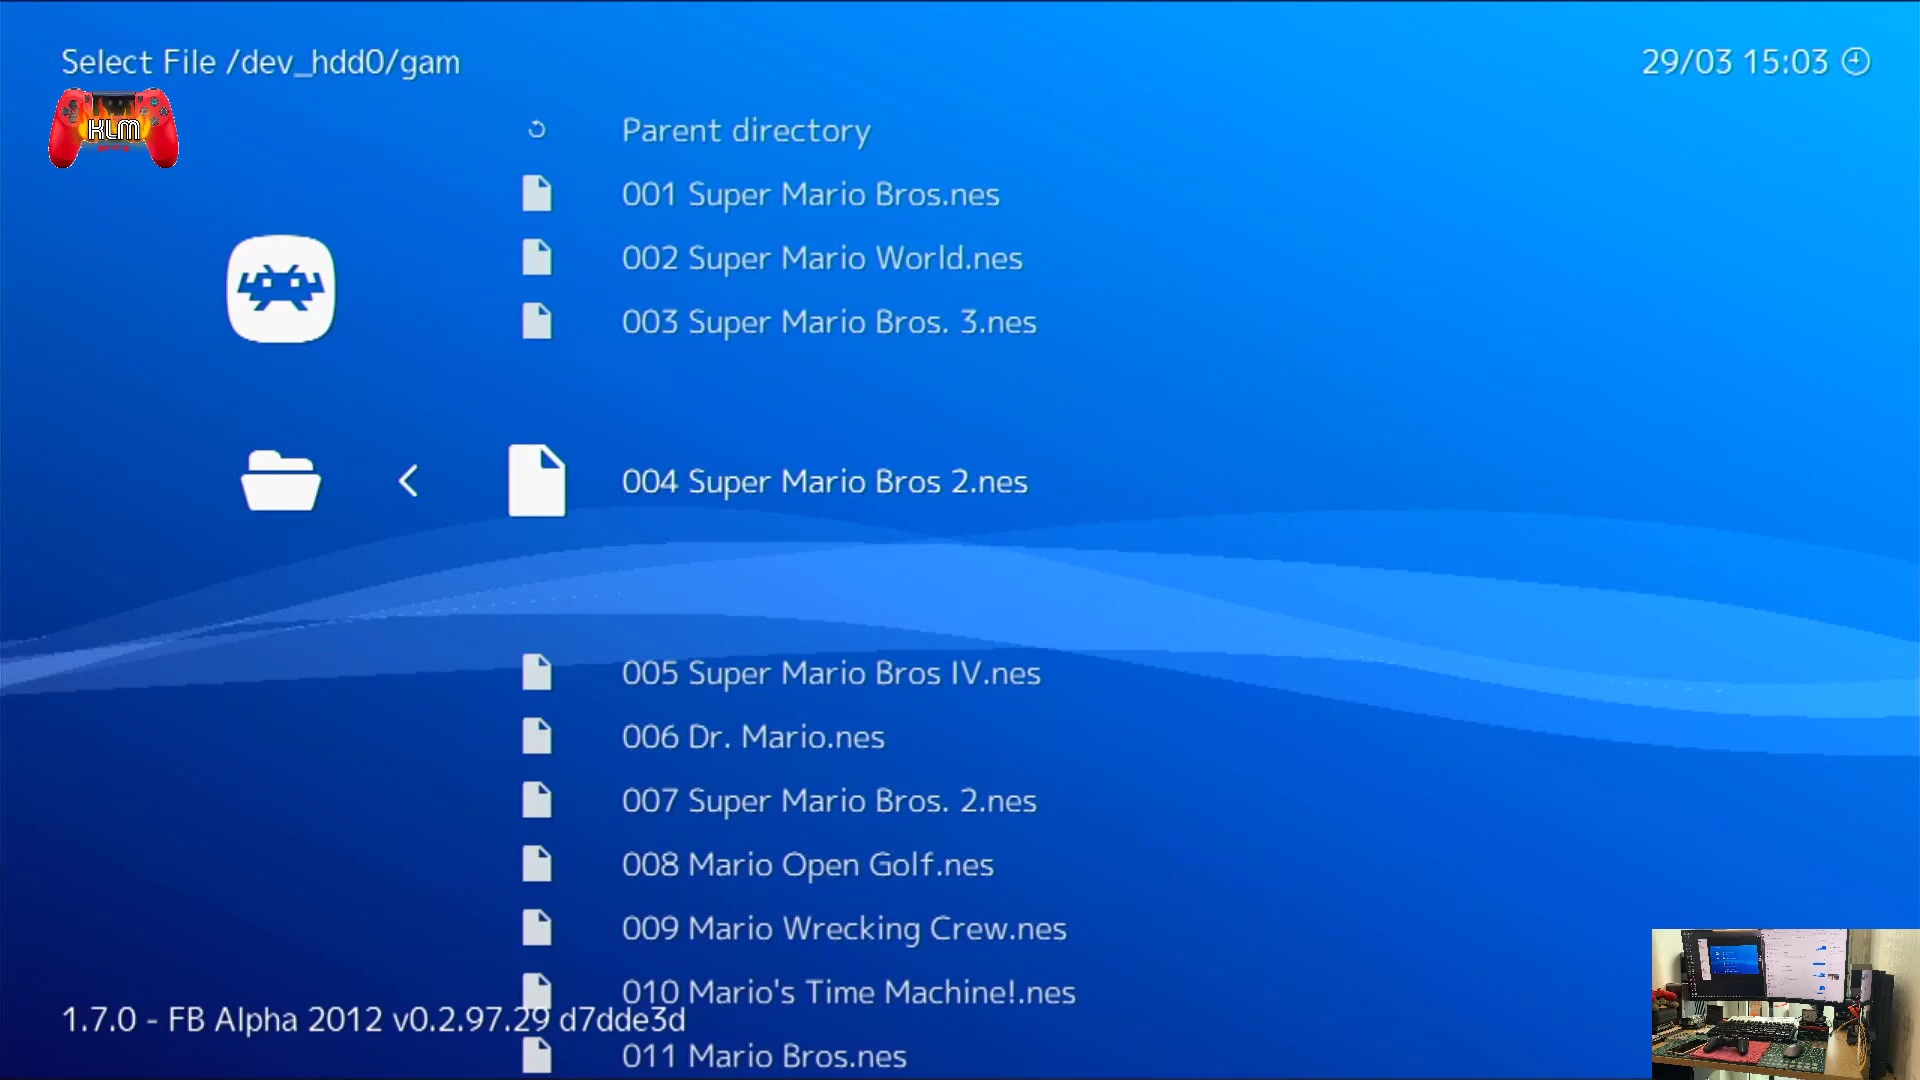 Select File /dev_hdd0/gam
29/03 15:03
KLM
Parent directory
001 Super Mario Bros.nes
002 Super Mario World.nes
003 Super Mario Bros. 3.nes
004 Super Mario Bros 2.nes
005 Super Mario Bros IV.nes
006 Dr. Mario.nes
007 Super Mario Bros. 2.nes
008 Mario Open Golf.nes
009 Mario Wrecking Crew.nes
010 Mario's Time Machine!.nes
1.7.0 - FB Alpha 2012 v0.2.97.29 d7dde3d
011 Mario Bros.nes